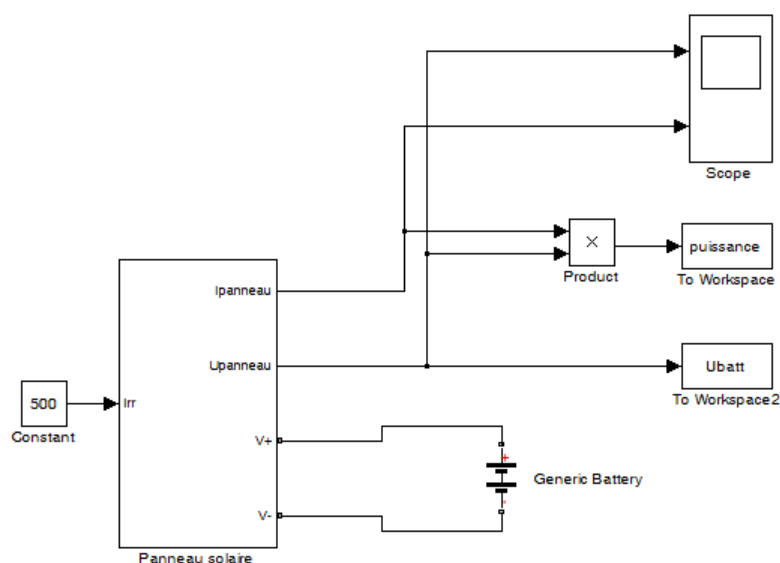 Scope
Ipanneau
Upanneau
×
Product
puissance
To Workspace
Ubatt
To Workspace2
500
Constant
Irr
V+
V-
+
-
Generic Battery
Panneau solaire